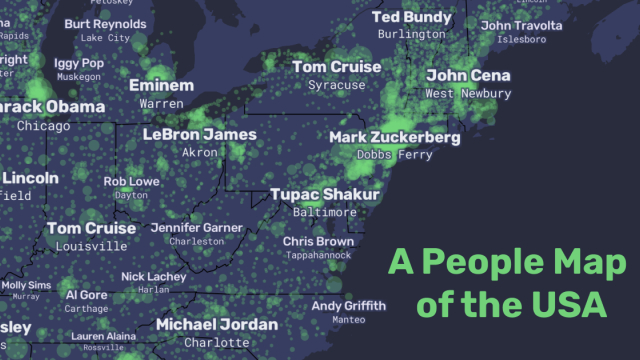 Petoskey
Lincoln
Burt Reynolds
Lake City
Ted Bundy
Burlington
John Travolta
Islesboro
Rapids
right
ter
Iggy Pop
Muskegon
Tom Cruise
Syracuse
John Cena
West Newbury
Eminem
Warren
rack Obama
Chicago
LeBron James
Akron
Mark Zuckerberg
Dobbs Ferry
Lincoln
field
Rob Lowe
Dayton
Tupac Shakur
Baltimore
Tom Cruise
Louisville
Jennifer Garner
Charleston
Chris Brown
Tappahannock
A People Map
of the USA
Molly Sims
Murray
Nick Lachey
Harlan
Al Gore
Carthage
Andy Griffith
Manteo
sley
s
Michael Jordan
Charlotte
Lauren Alaina
Rossville